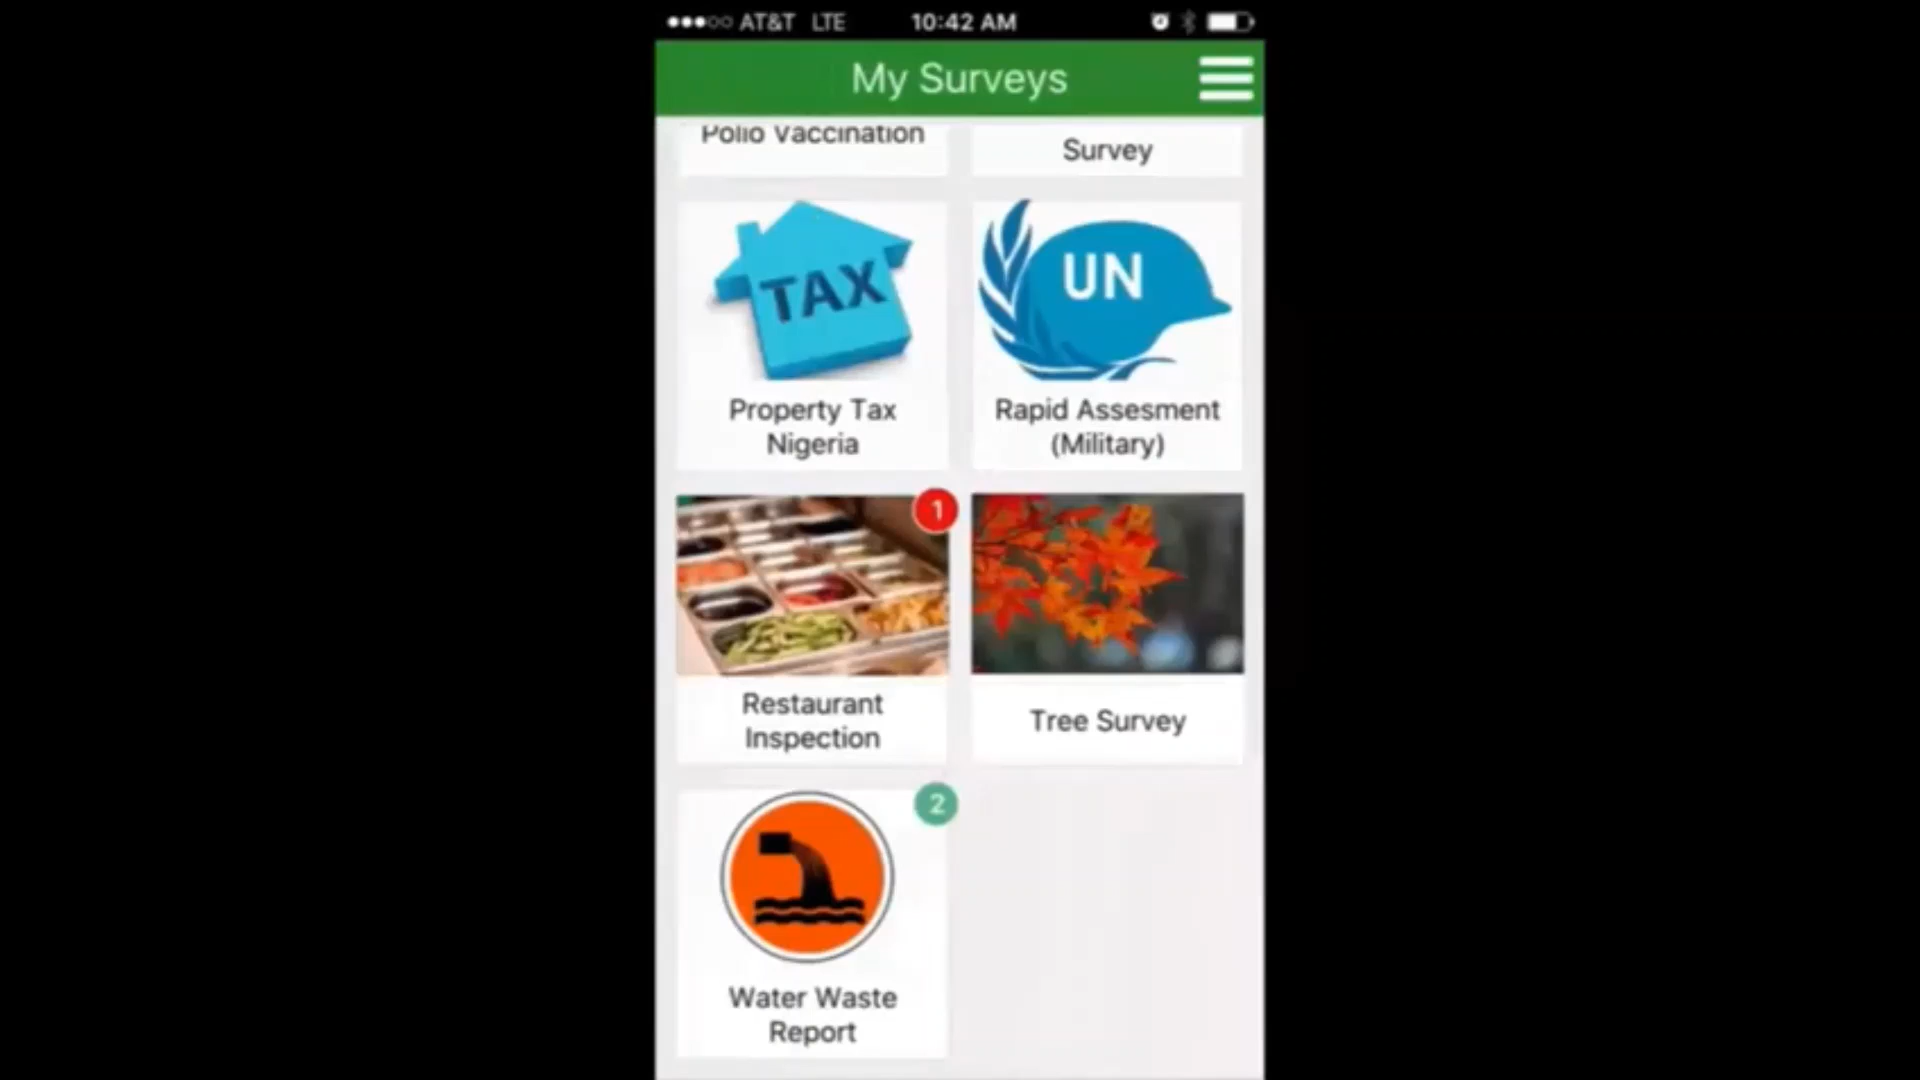 AT&T LTE 10:42 AM
My Surveys
Polio Vaccination
Survey
TAX
UN
Property Tax
Nigeria
Rapid Assesment
(Military)
1
Restaurant
Inspection
Tree Survey
2
Water Waste
Report